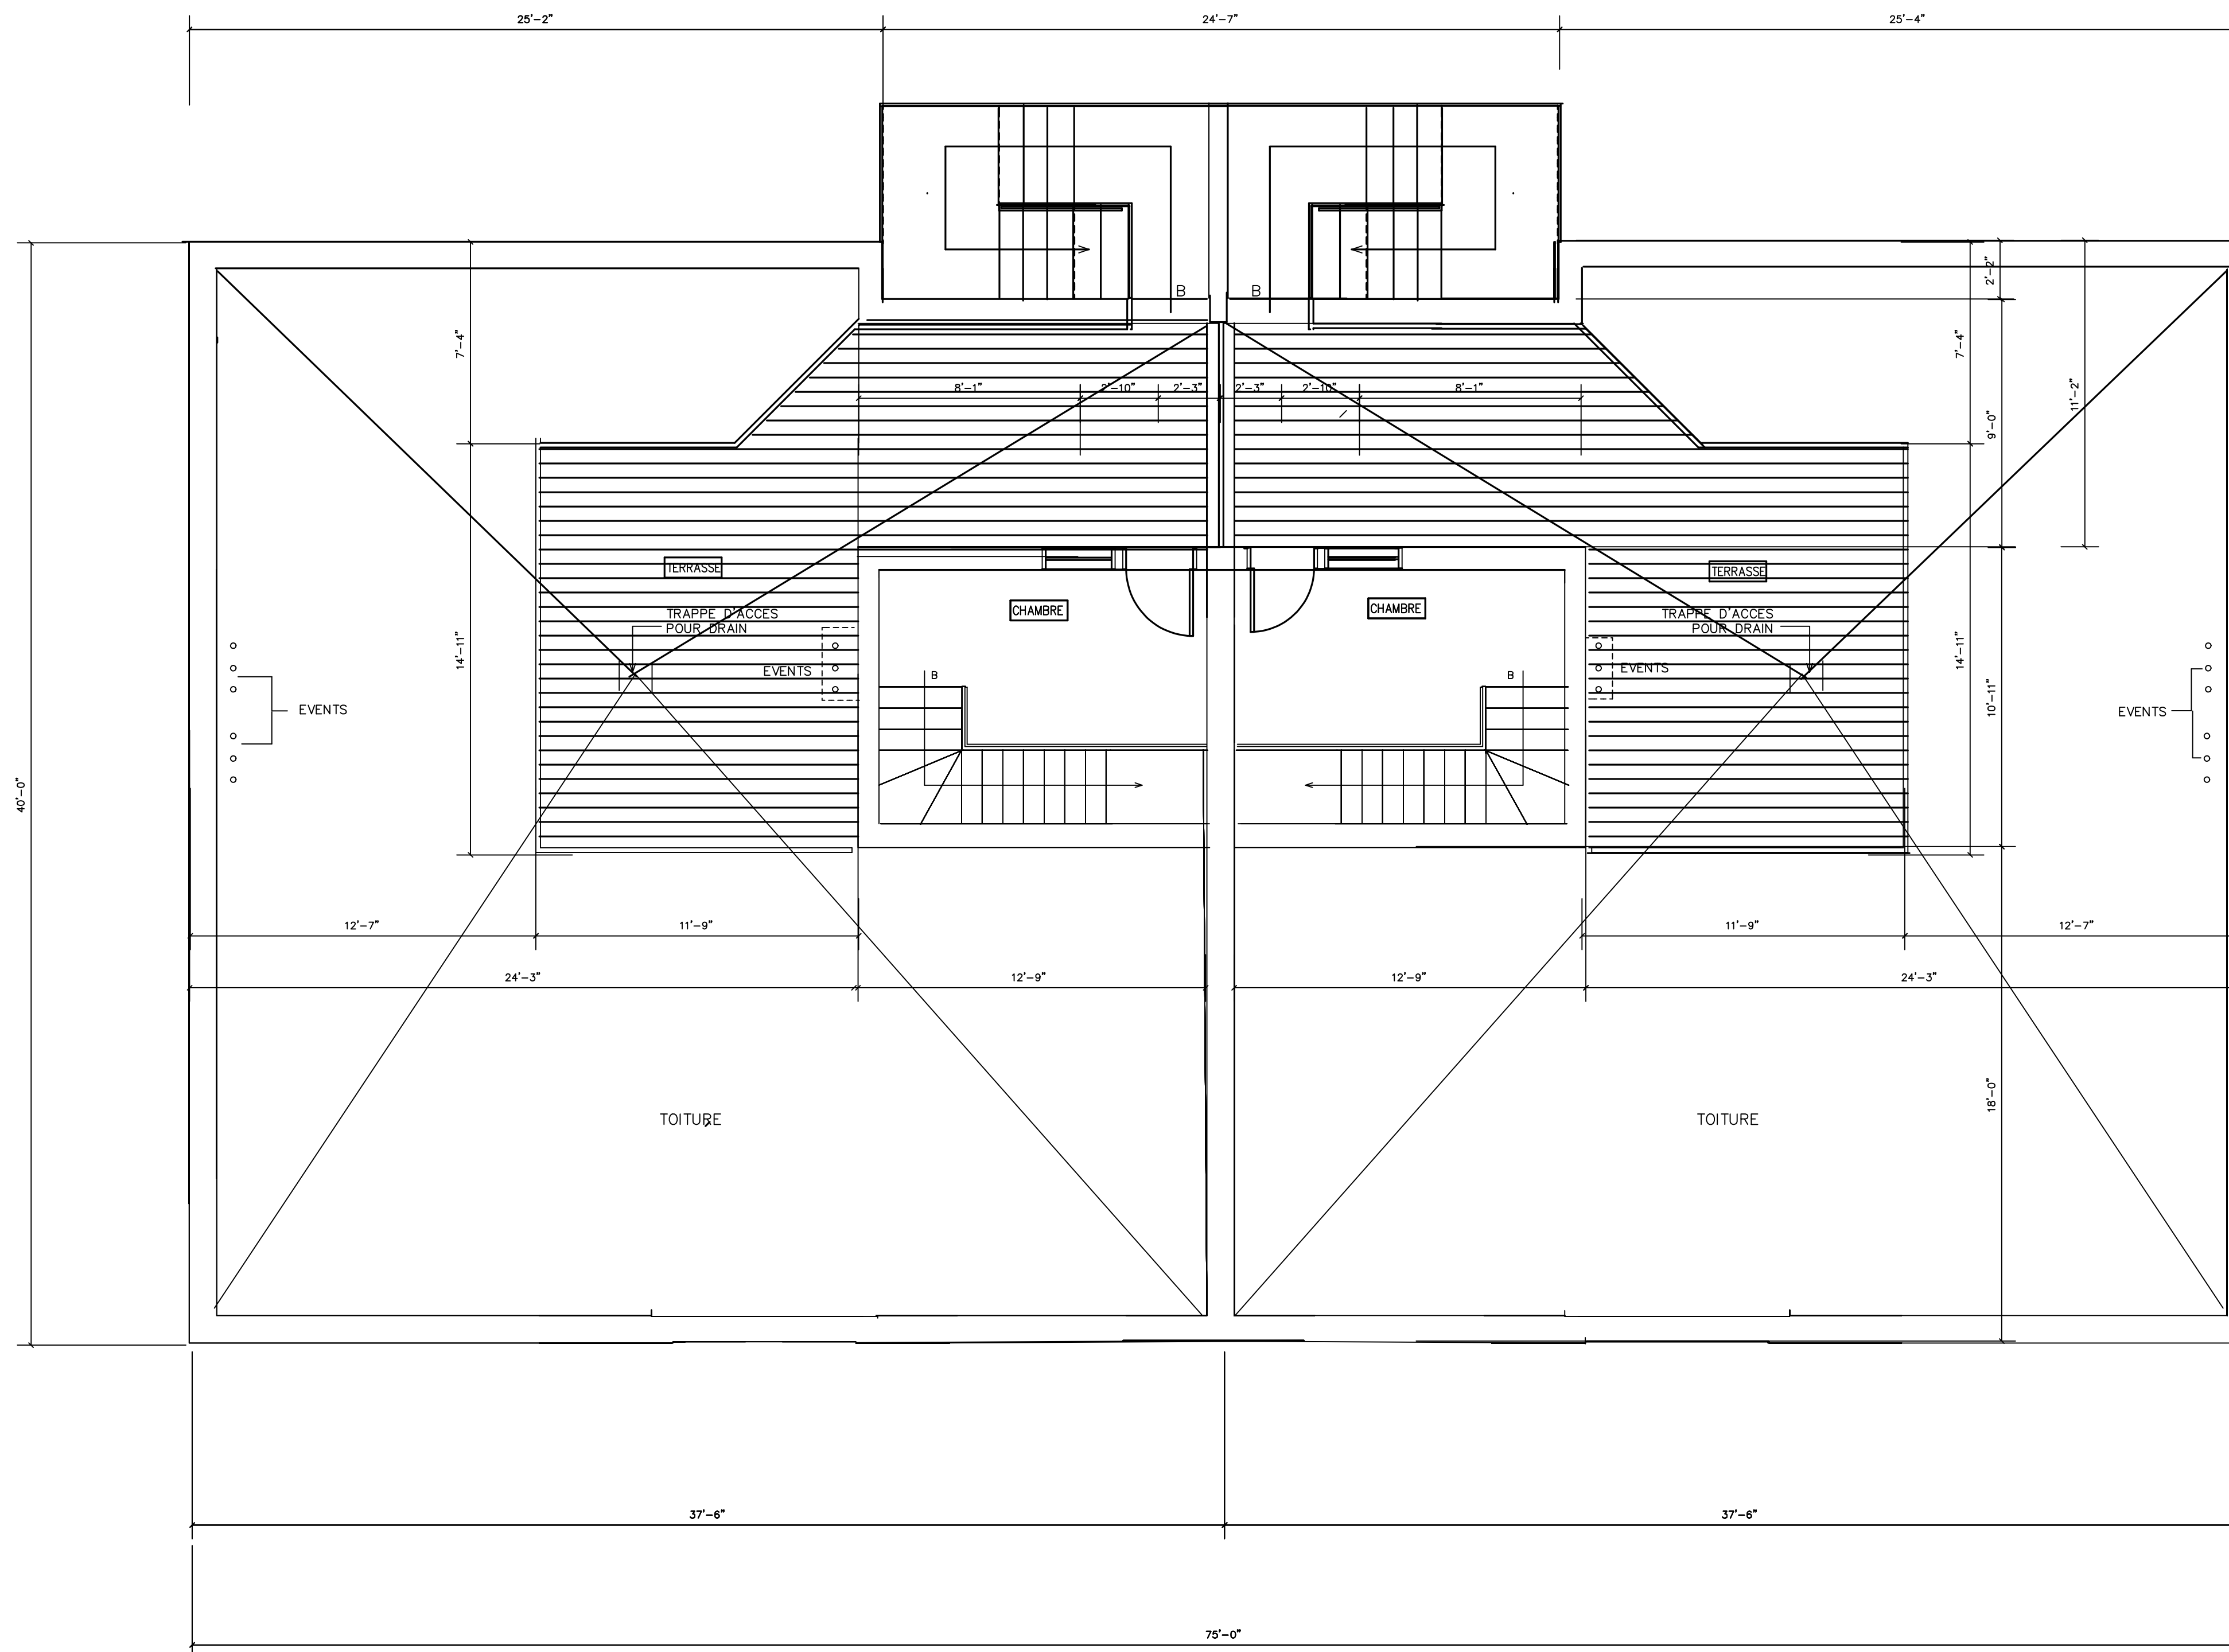 25'-2" 24'-7" 25'-4"
B B
2'-2"
7'-4" 7'-4"
11'-2"
9'-0"
8'-1" 2'-10" 2'-3" 2'-3" 2'-10" 8'-1"
TERRASSE TERRASSE
CHAMBRE CHAMBRE
TRAPPE D'ACCES
POUR DRAIN
TRAPPE D'ACCES
POUR DRAIN
14'-11" 14'-11"
EVENTS EVENTS
B B
10'-11"
EVENTS EVENTS
40'-0"
12'-7" 11'-9" 11'-9" 12'-7"
24'-3" 12'-9" 12'-9" 24'-3"
18'-0"
TOITURE TOITURE
37'-6" 37'-6"
75'-0"